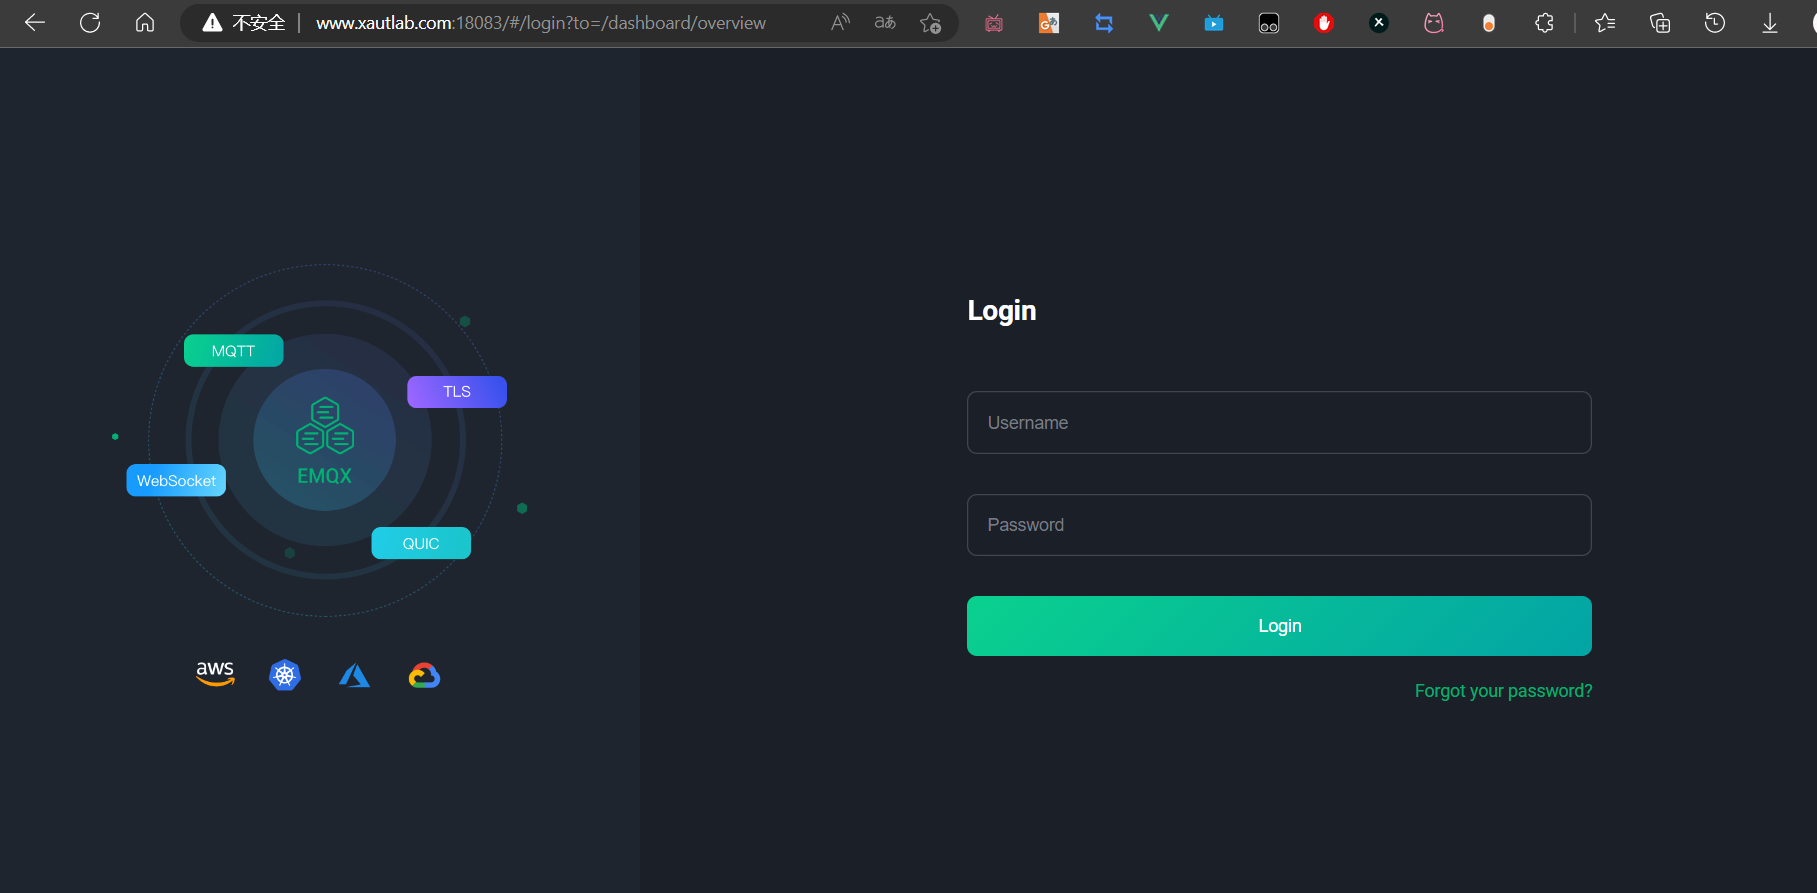 不安全 www.xautlab.com:18083/#/login?to=/dashboard/overview
MQTT
TLS
EMQX
WebSocket
QUIC
aws
Login
Username
Password
Login
Forgot your password?